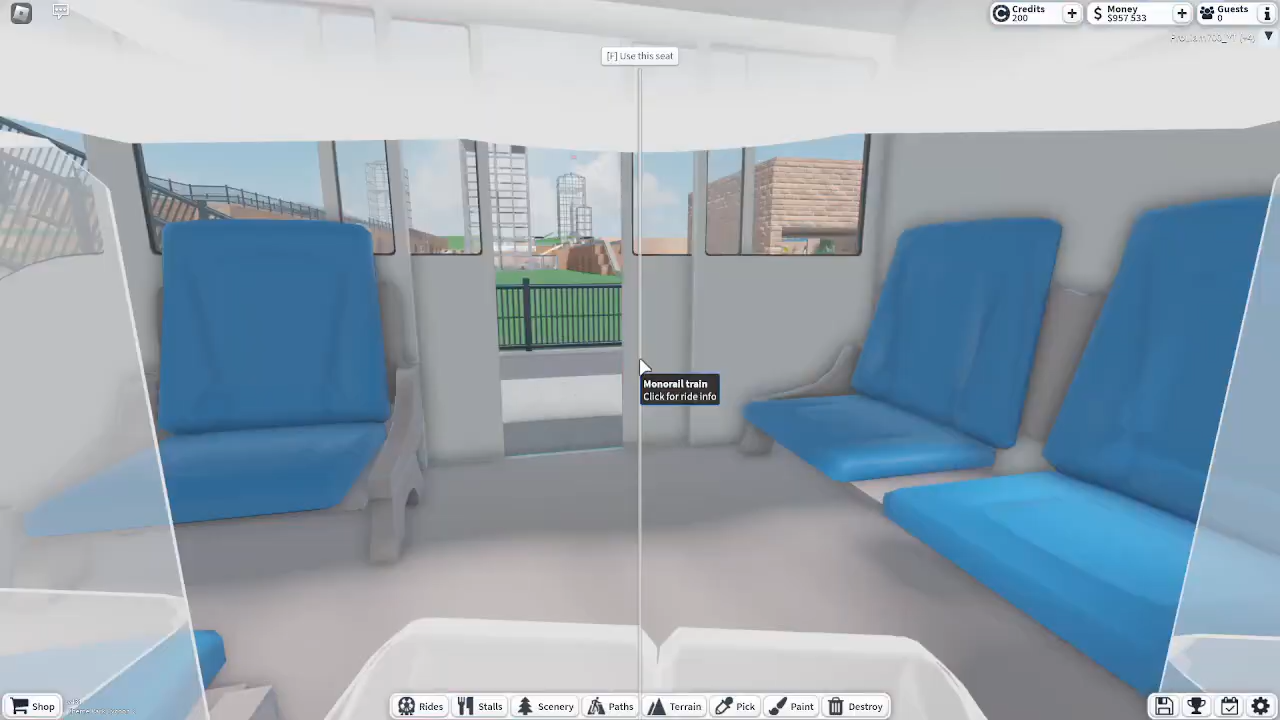 Credits
200
Money
$957 533
Guests
0
[F] Use this seat
Monorail train
Click for ride info
Shop
Rides
Stalls
Scenery
Paths
Terrain
Pick
Paint
Destroy